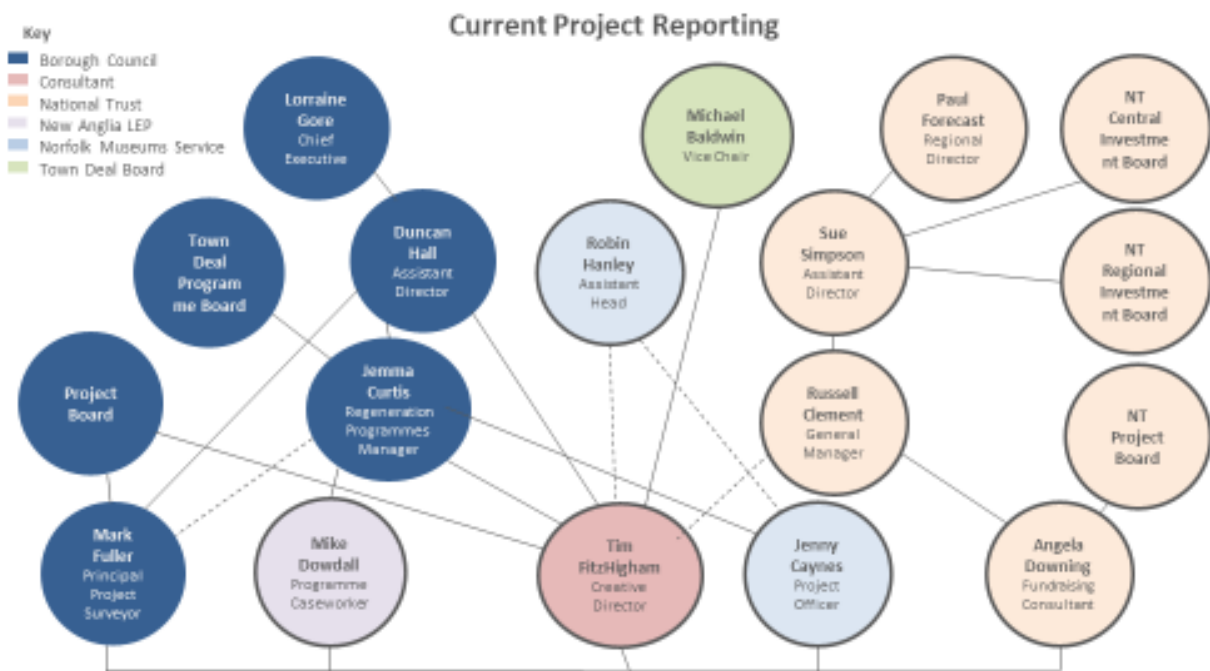 Current Project Reporting
Key
Borough Council
Consultant
National Trust
New Anglia LEP
Norfolk Museums Service
Town Deal Board
Lorraine
Gore
Chief
Executive
Michael
Baldwin
Vice Chair
Paul
Forecast
Regional
Director
NT
Central
Investme
nt Board
Town
Deal
Program
me Board
Duncan
Hall
Assistant
Director
Robin
Hanley
Assistant
Head
Sue
Simpson
Assistant
Director
NT
Regional
Investme
nt Board
Project
Board
Jemma
Curtis
Regeneration
Programmes
Manager
Russell
Clement
General
Manager
NT
Project
Board
Mark
Fuller
Principal
Project
Surveyor
Mike
Dowdall
Programme
Caseworker
Tim
FitzHigham
Creative
Director
Jenny
Caynes
Project
Officer
Angela
Downing
Fundraising
Consultant